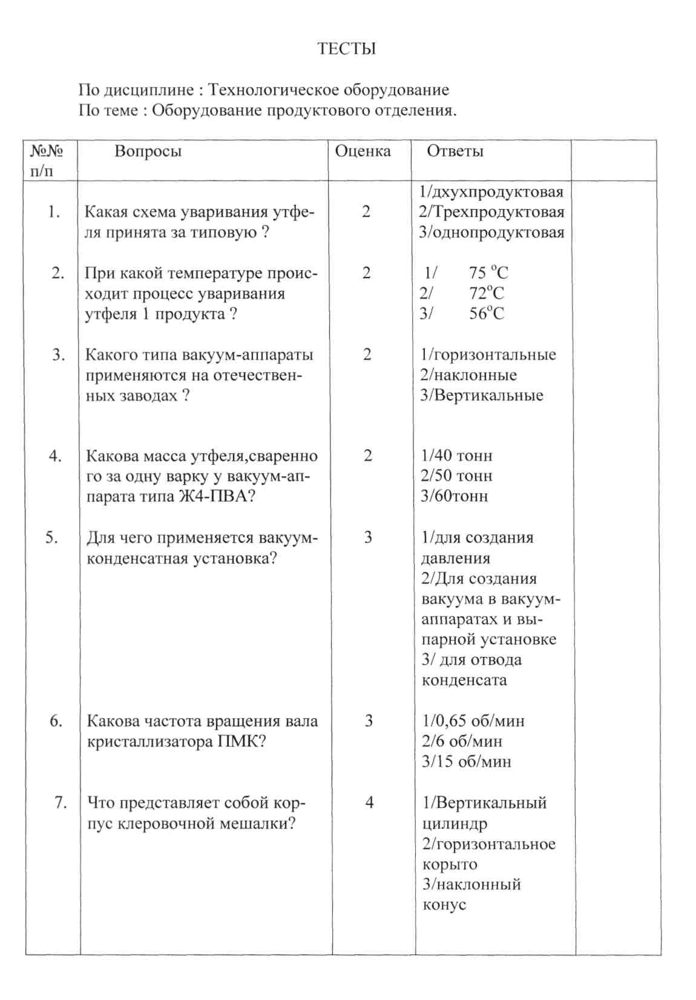 ТЕСТЫ
По дисциплине : Технологическое оборудование
По теме : Оборудование продуктового отделения.
№№ п/п
Вопросы
Оценка
Ответы
1.
Какая схема уваривания утфе-
ля принята за типовую ?
2
1/дхухпродуктовая
2/Трехпродуктовая
3/однопродуктовая
2.
При какой температуре проис-
ходит процесс уваривания
утфеля 1 продукта ?
2
1/ 75 ºС
2/ 72ºС
3/ 56ºС
3.
Какого типа вакуум-аппараты
применяются на отечествен-
ных заводах ?
2
1/горизонтальные
2/наклонные
3/Вертикальные
4.
Какова масса утфеля,сваренно
го за одну варку у вакуум-ап-
парата типа Ж4-ПВА?
2
1/40 тонн
2/50 тонн
3/60тонн
5.
Для чего применяется вакуум-
конденсатная установка?
3
1/для создания
давления
2/Для создания
вакуума в вакуум-
аппаратах и вы-
парной установке
3/ для отвода
конденсата
6.
Какова частота вращения вала
кристаллизатора ПМК?
3
1/0,65 об/мин
2/6 об/мин
3/15 об/мин
7.
Что представляет собой кор-
пус клеровочной мешалки?
4
1/Вертикальный
цилиндр
2/горизонтальное
корыто
3/наклонный
конус